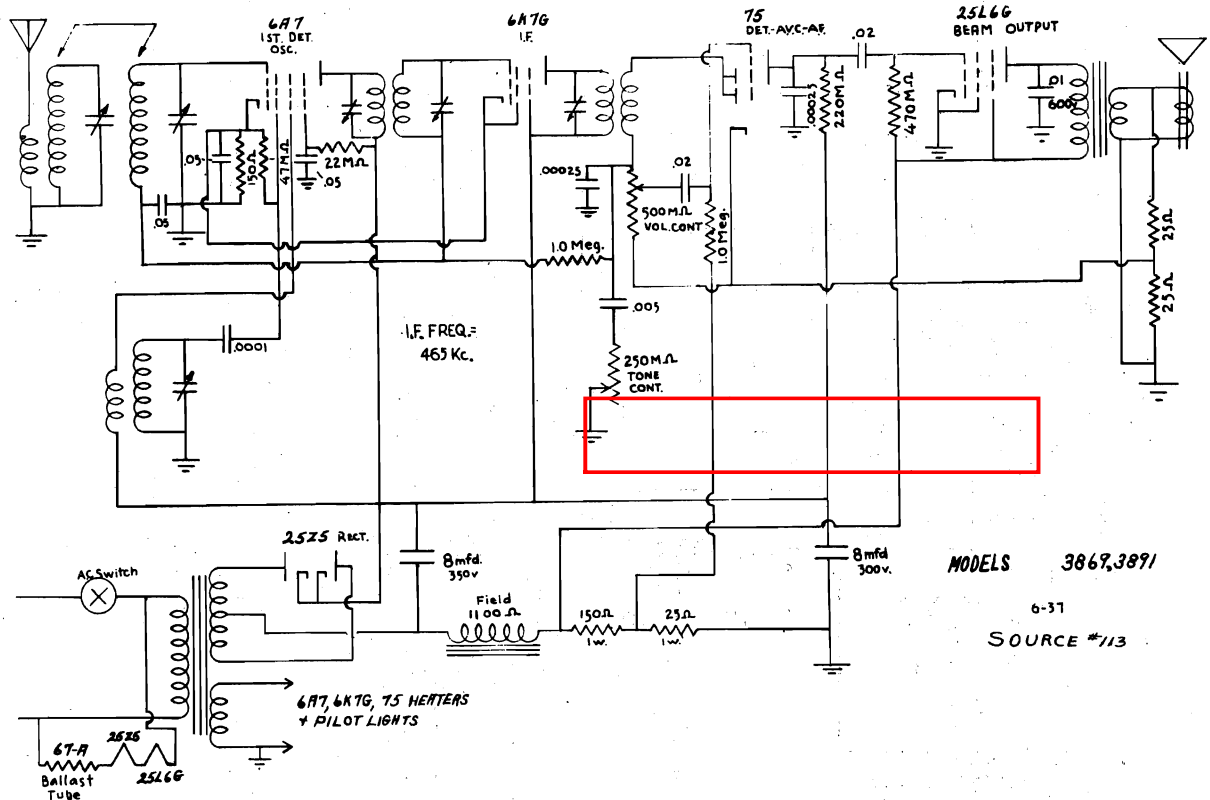 6A7
1ST. DET.
OSC.
6K7G
I.F.
75
DET.-AVC-AF.
25L6G
BEAM OUTPUT
.02
.01
600v
.00025
220MΩ
470MΩ
.05
150Ω
47MΩ
22MΩ
.05
.05
.00025
.02
500MΩ
VOL.CONT
1.0 Meg.
1.0 Meg.
25Ω
25Ω
.005
.0001
I.F. FREQ.=
465 Kc.
250MΩ
TONE
CONT.
25Z5 RECT.
8mfd.
350v
8mfd
300v.
AC Switch
Field
1100Ω
150Ω
1w.
25Ω
1w.
MODELS 3869,3891
6-37
SOURCE #113
6A7, 6K7G, 75 HEATERS
+ PILOT LIGHTS
67-A
25Z5
25L6G
Ballast
Tube